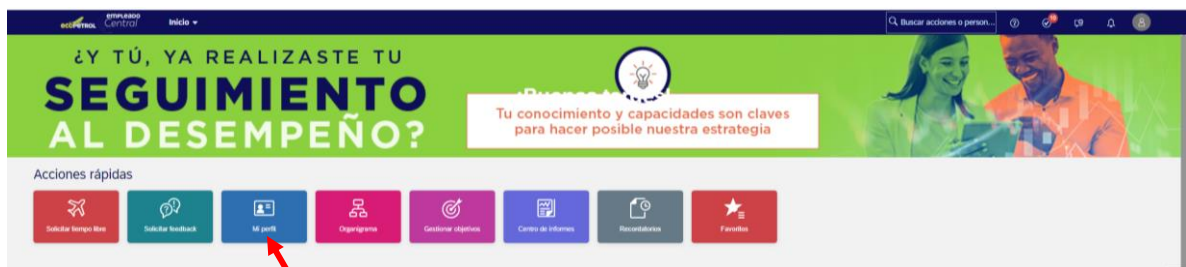 ecopetrol
EMPLEADO
Central
Inicio
Buscar acciones o person...
¿Y TÚ, YA REALIZASTE TU
SEGUIMIENTO
AL DESEMPEÑO?
Tu conocimiento y capacidades son claves
para hacer posible nuestra estrategia
Acciones rápidas
Solicitar tiempo libre
Solicitar feedback
Mi perfil
Organigrama
Gestionar objetivos
Centro de informes
Recordatorios
Favoritos